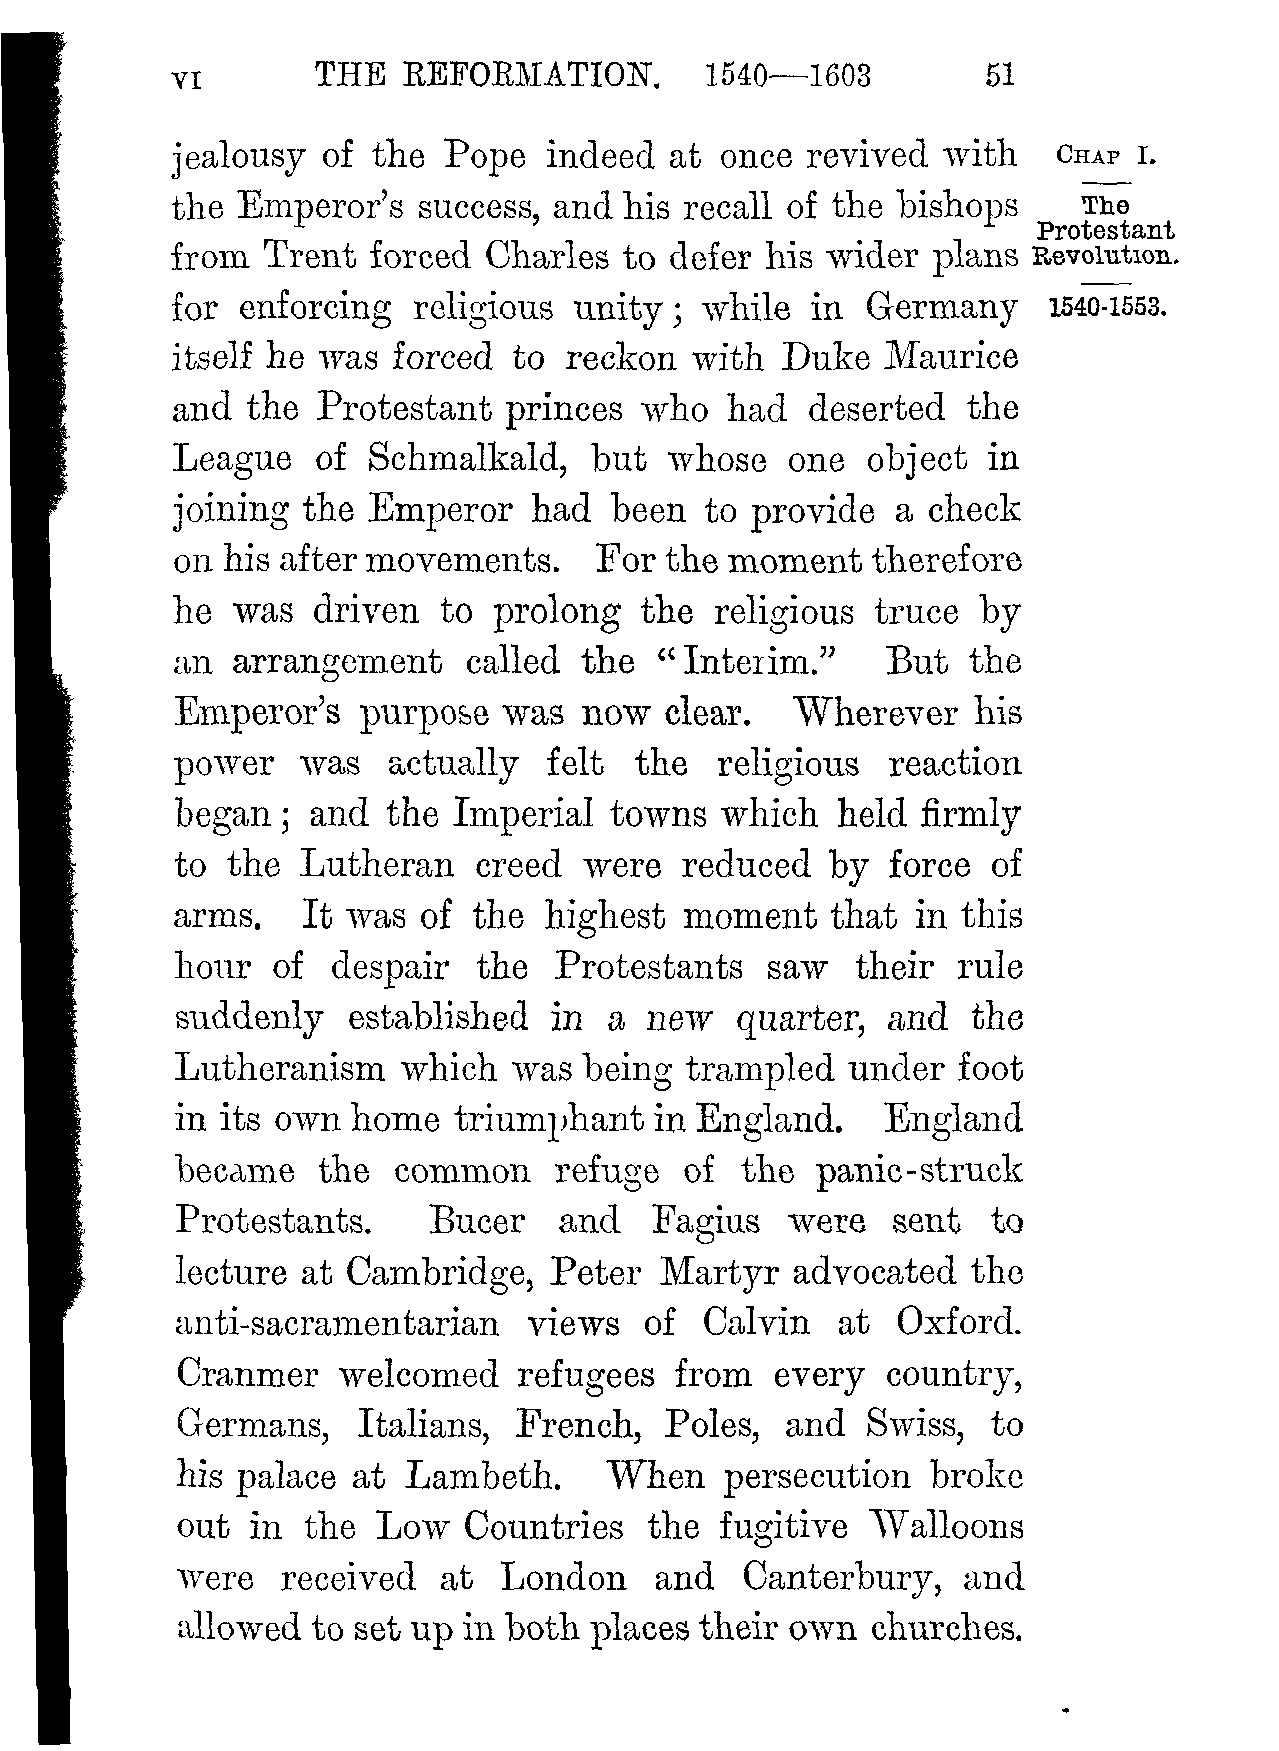 VI THE REFORMATION. 1540—1603 51
jealousy of the Pope indeed at once revived with
the Emperor's success, and his recall of the bishops
from Trent forced Charles to defer his wider plans
for enforcing religious unity; while in Germany
itself he was forced to reckon with Duke Maurice
and the Protestant princes who had deserted the
League of Schmalkald, but whose one object in
joining the Emperor had been to provide a check
on his after movements. For the moment therefore
he was driven to prolong the religious truce by
an arrangement called the "Interim." But the
Emperor's purpose was now clear. Wherever his
power was actually felt the religious reaction
began; and the Imperial towns which held firmly
to the Lutheran creed were reduced by force of
arms. It was of the highest moment that in this
hour of despair the Protestants saw their rule
suddenly established in a new quarter, and the
Lutheranism which was being trampled under foot
in its own home triumphant in England. England
became the common refuge of the panic-struck
Protestants. Bucer and Fagius were sent to
lecture at Cambridge, Peter Martyr advocated the
anti-sacramentarian views of Calvin at Oxford.
Cranmer welcomed refugees from every country,
Germans, Italians, French, Poles, and Swiss, to
his palace at Lambeth. When persecution broke
out in the Low Countries the fugitive Walloons
were received at London and Canterbury, and
allowed to set up in both places their own churches.
CHAP I.
The
Protestant
Revolution.
1540-1553.